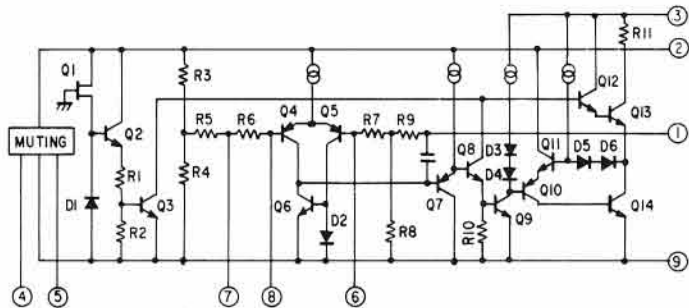 3
R11
2
Q1
R3
Q12
Q13
Q2
R5
R6
Q4
Q5
R7
R9
1
MUTING
Q8
D3
Q11
D5
D6
R1
R4
D4
Q10
D1
Q3
Q6
D2
Q7
Q9
Q14
R2
R8
R10
9
4
5
7
8
6